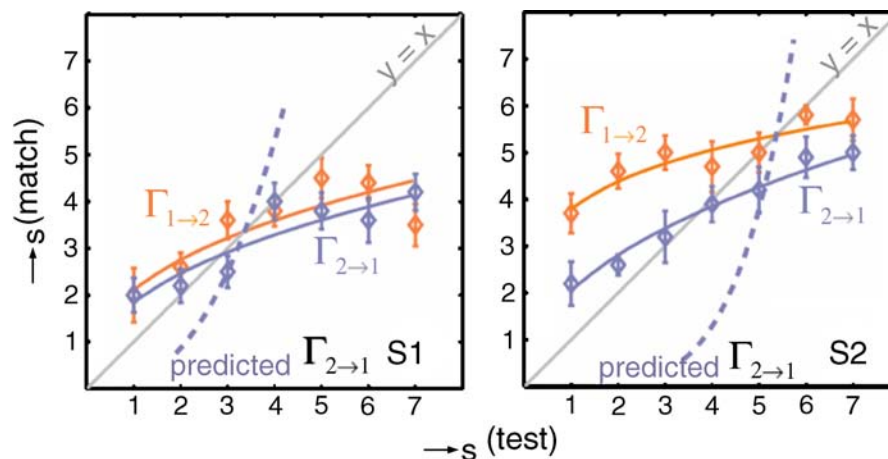 7
6
5
4
3
2
1
→s (match)
y = x
Γ1→2
Γ2→1
predicted Γ2→1 S1
1 2 3 4 5 6 7
7
6
5
4
3
2
1
y = x
Γ1→2
Γ2→1
predicted Γ2→1 S2
1 2 3 4 5 6 7
→s (test)